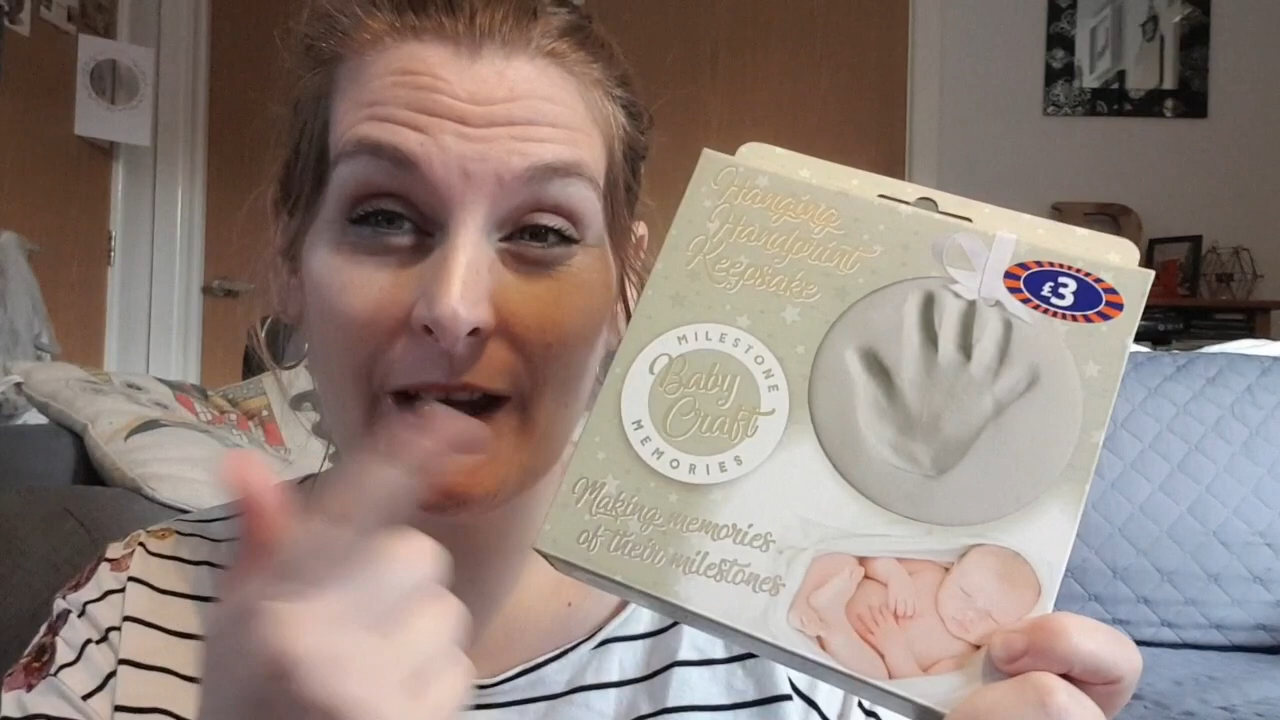 Hanging
Handprint
Keepsake
£3
MILESTONE
Baby
Craft
MEMORIES
Making memories
of their milestones